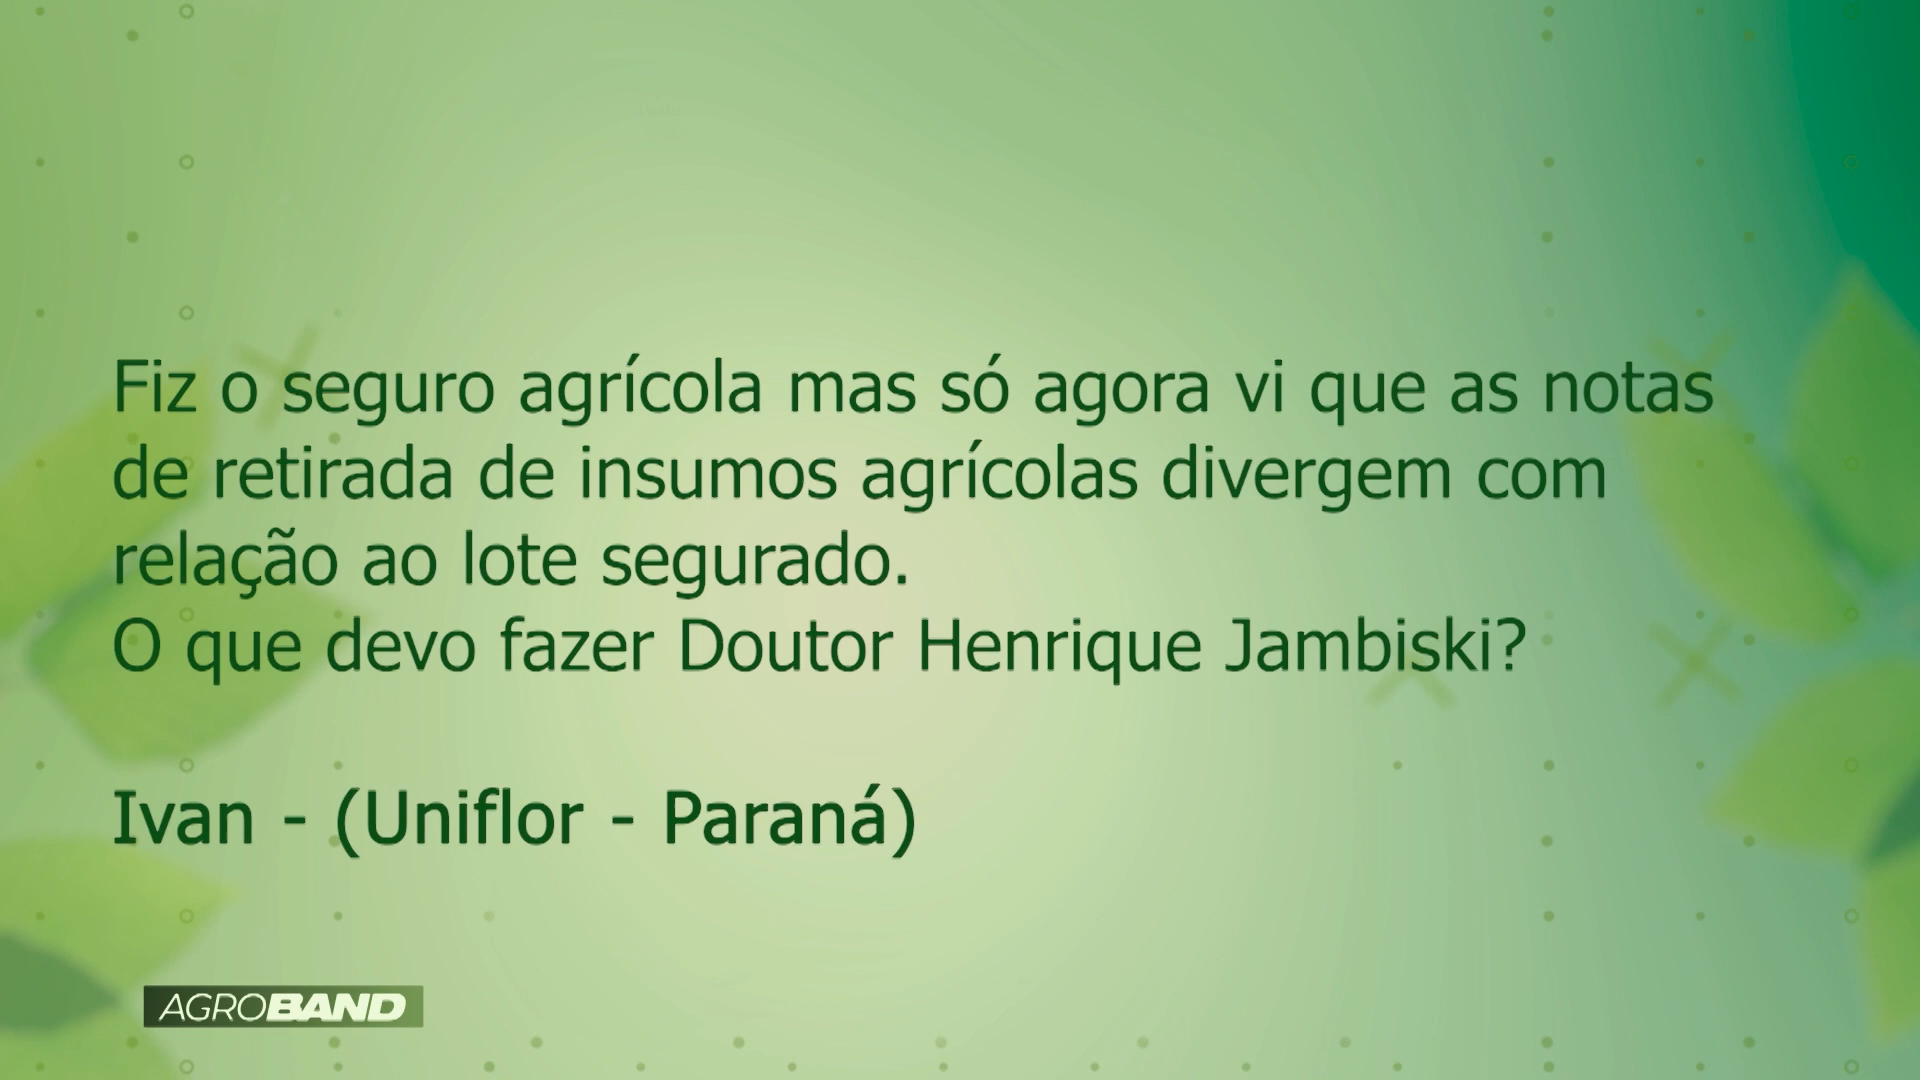 Fiz o seguro agrícola mas só agora vi que as notas
de retirada de insumos agrícolas divergem com
relação ao lote segurado.
O que devo fazer Doutor Henrique Jambiski?
Ivan - (Uniflor - Paraná)
AGROBAND